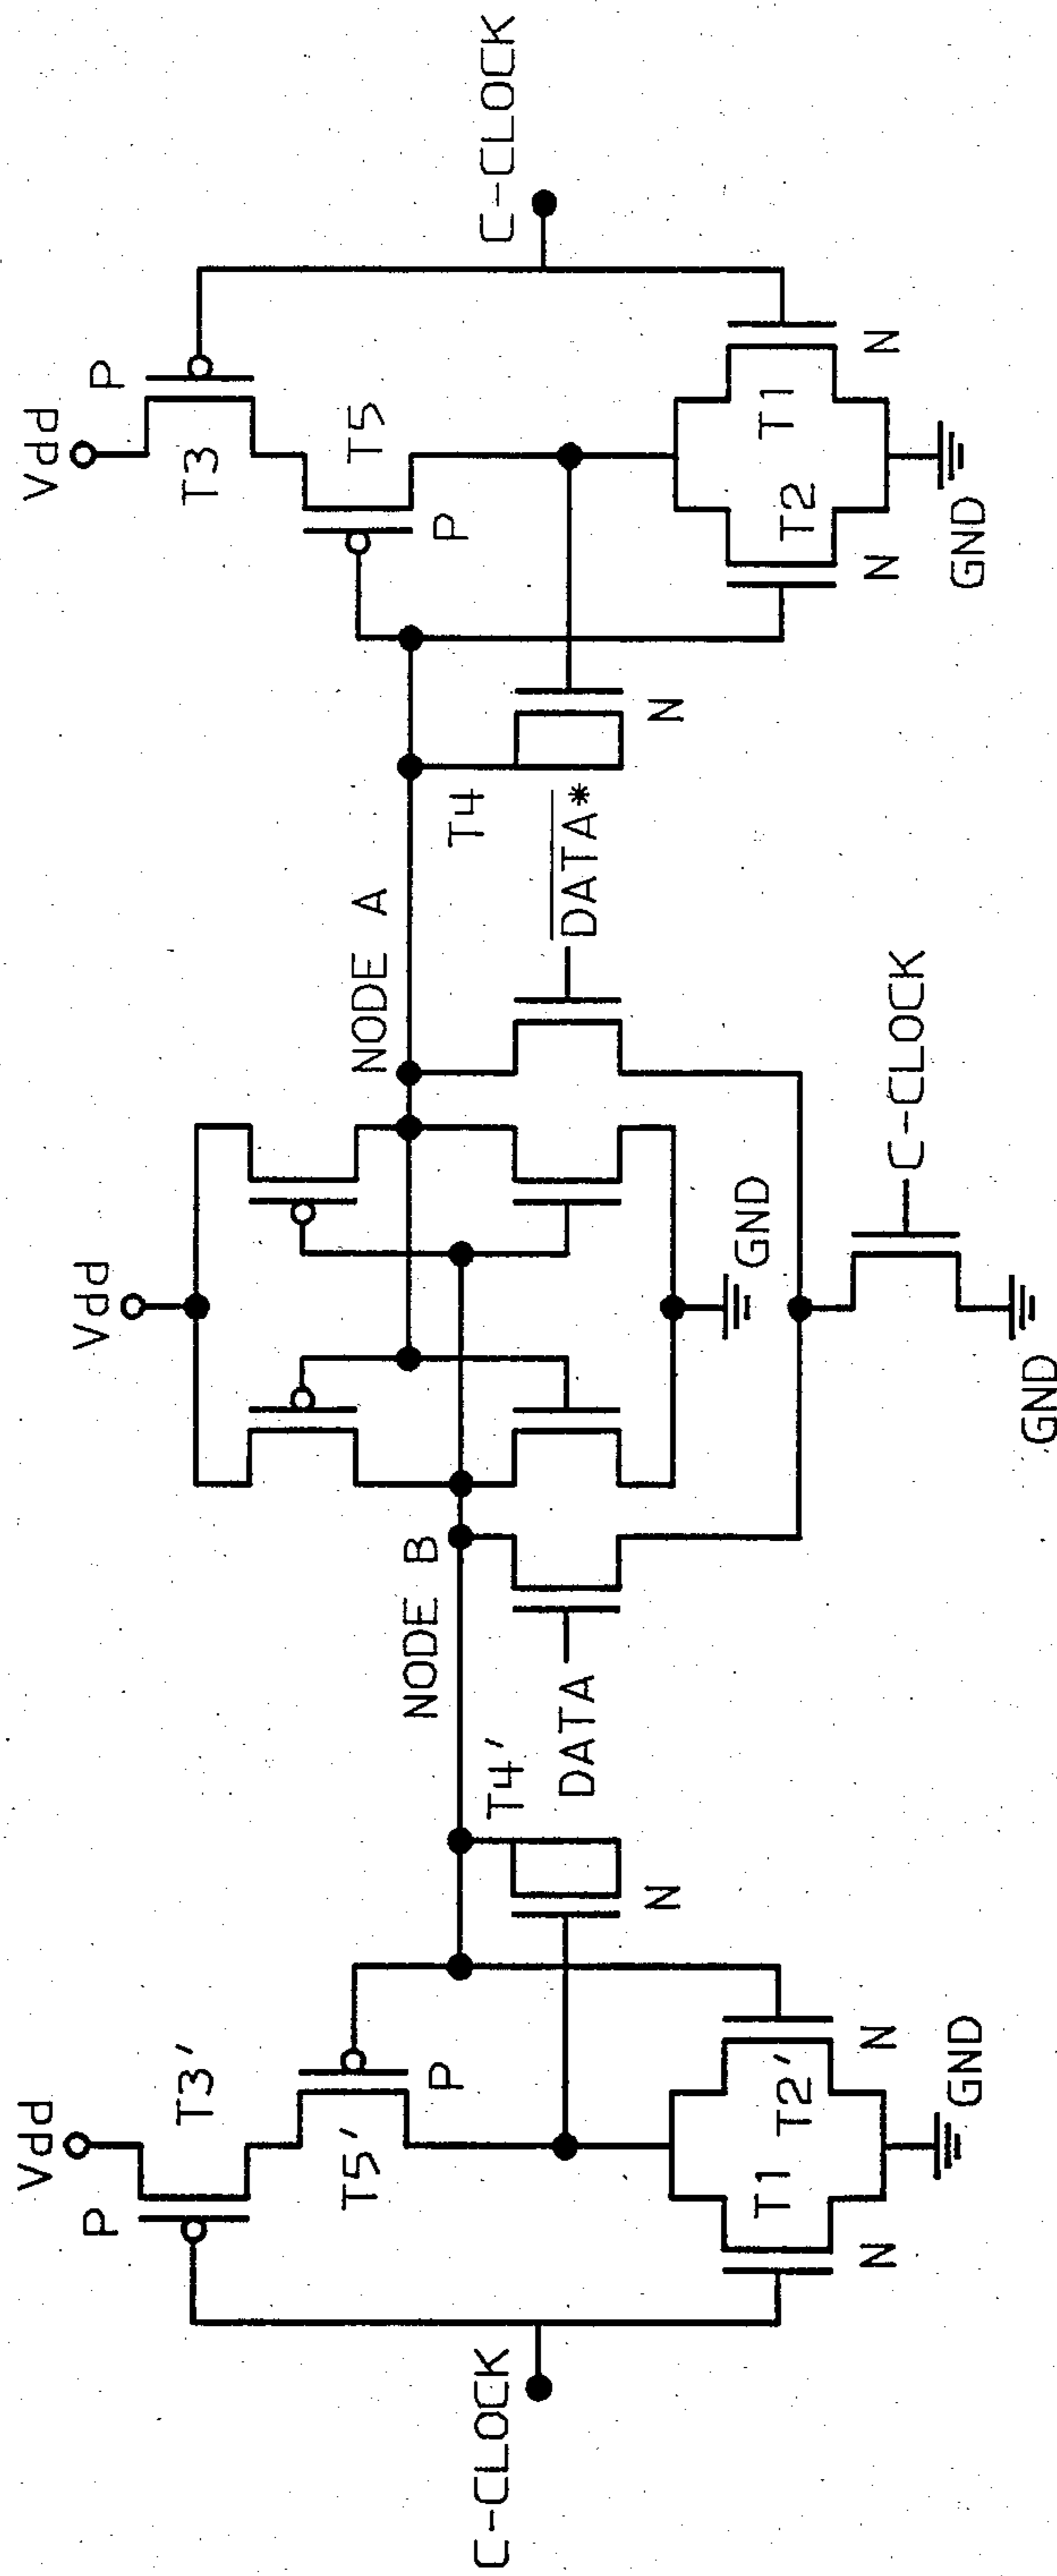 Vdd
Vdd
Vdd
P
P
T3'
T3
T5'
NODE A
T5
NODE B
P
P
T4
C-CLOCK
T4'
C-CLOCK
DATA
D̅A̅T̅A̅*
N
N
GND
T1
T2'
T2
T1
N
N
N
N
C-CLOCK
GND
GND
GND